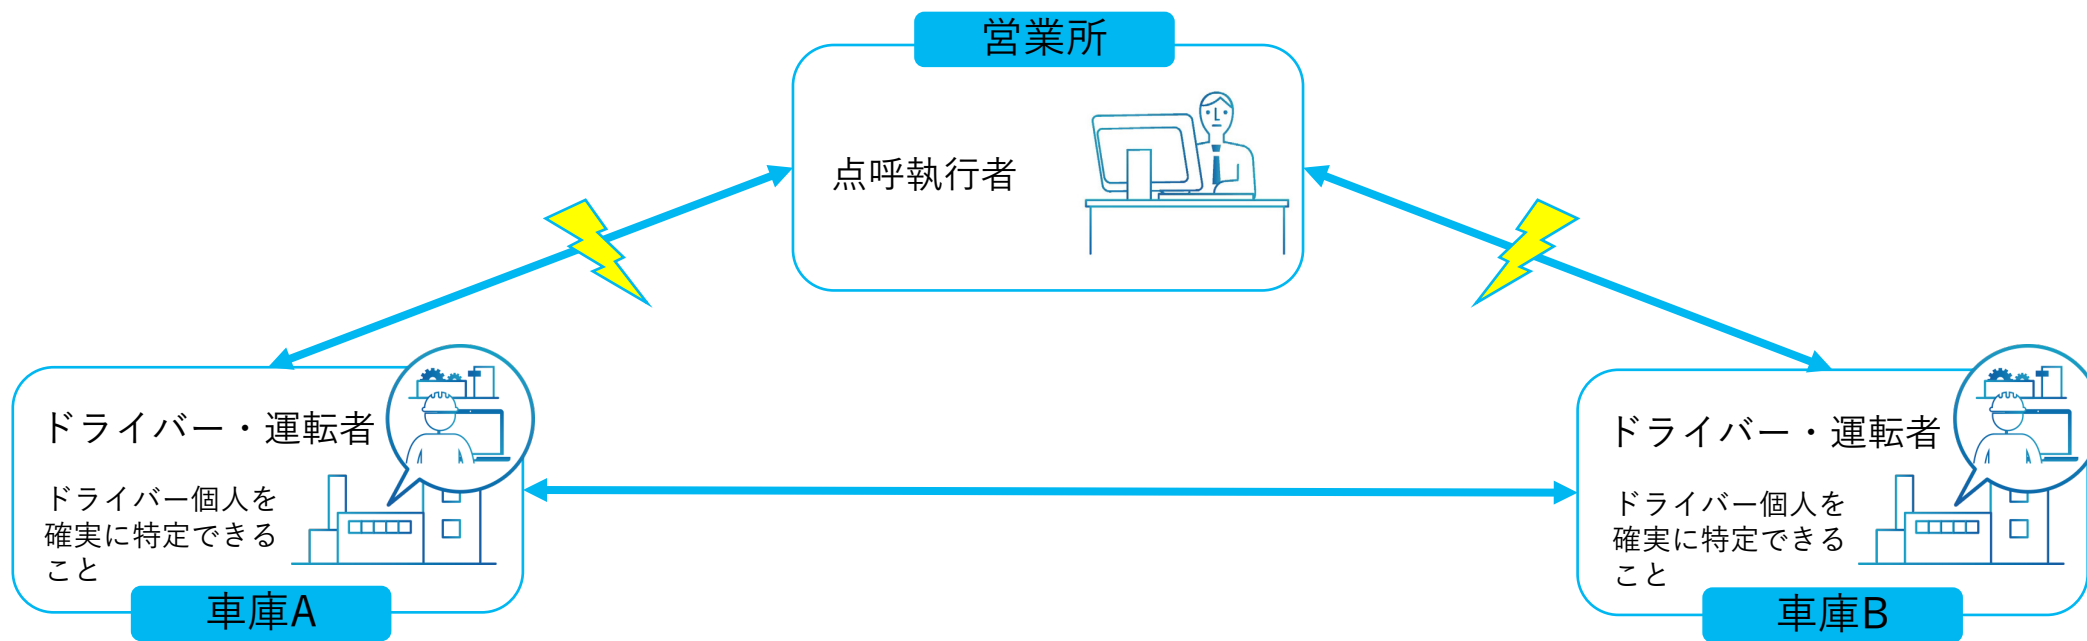 営業所
点呼執行者
ドライバー・運転者
ドライバー個人を
確実に特定できる
こと
車庫A
ドライバー・運転者
ドライバー個人を
確実に特定できる
こと
車庫B